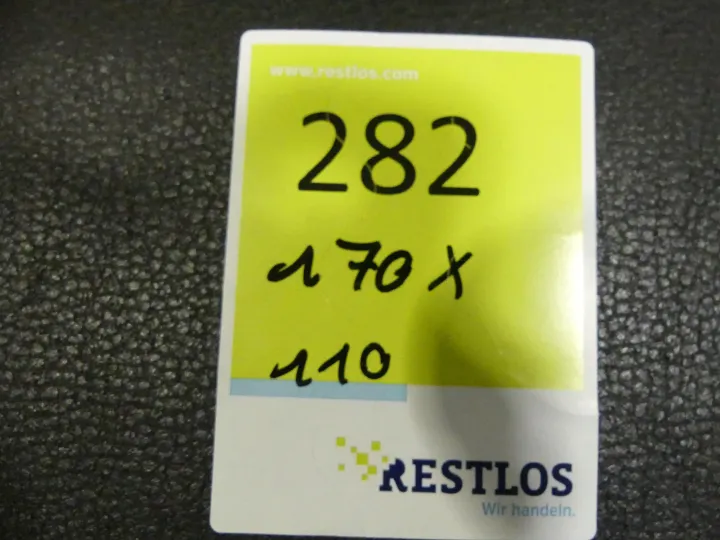 www.restlos.com
282
170 x
110
RESTLOS
Wir handeln.